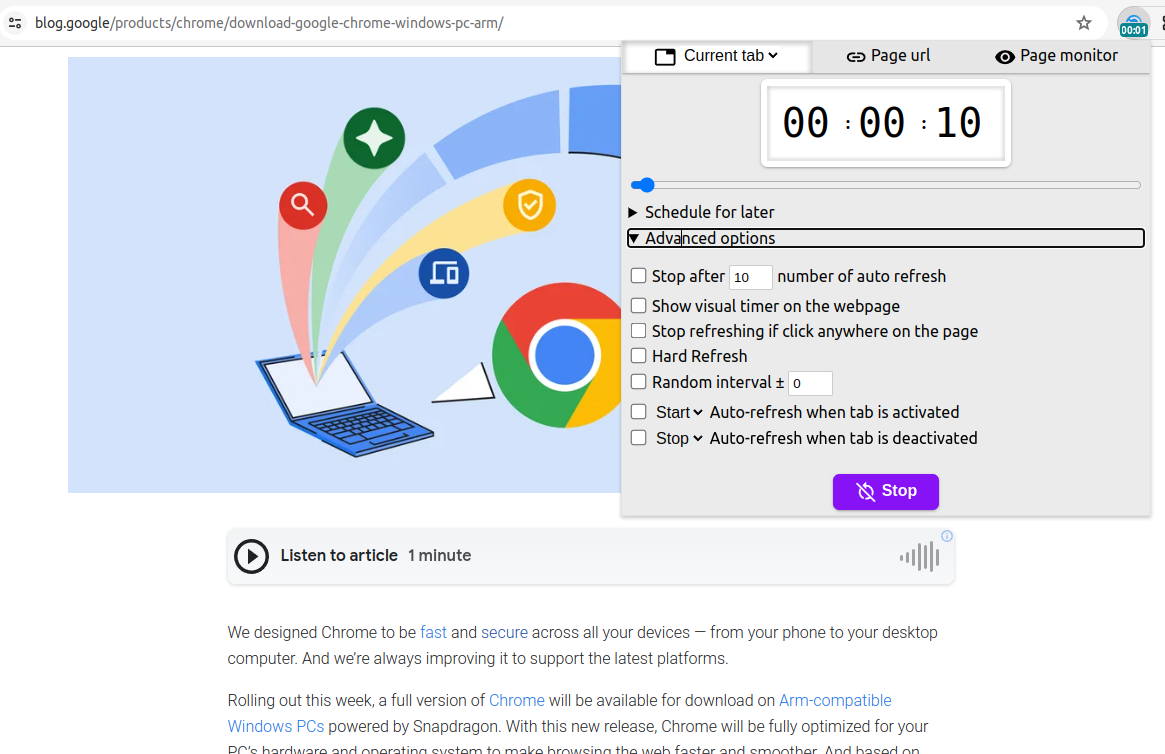 blog.google/products/chrome/download-google-chrome-windows-pc-arm/
00:01
Current tab
Page url
Page monitor
00 : 00 : 10
Schedule for later
Advanced options
Stop after 10 number of auto refresh
Show visual timer on the webpage
Stop refreshing if click anywhere on the page
Hard Refresh
Random interval ± 0
Start Auto-refresh when tab is activated
Stop Auto-refresh when tab is deactivated
Stop
Listen to article 1 minute
We designed Chrome to be fast and secure across all your devices — from your phone to your desktop
computer. And we're always improving it to support the latest platforms.
Rolling out this week, a full version of Chrome will be available for download on Arm-compatible
Windows PCs powered by Snapdragon. With this new release, Chrome will be fully optimized for your
PC's hardware and operating system to make browsing the web faster and smoother. And based on